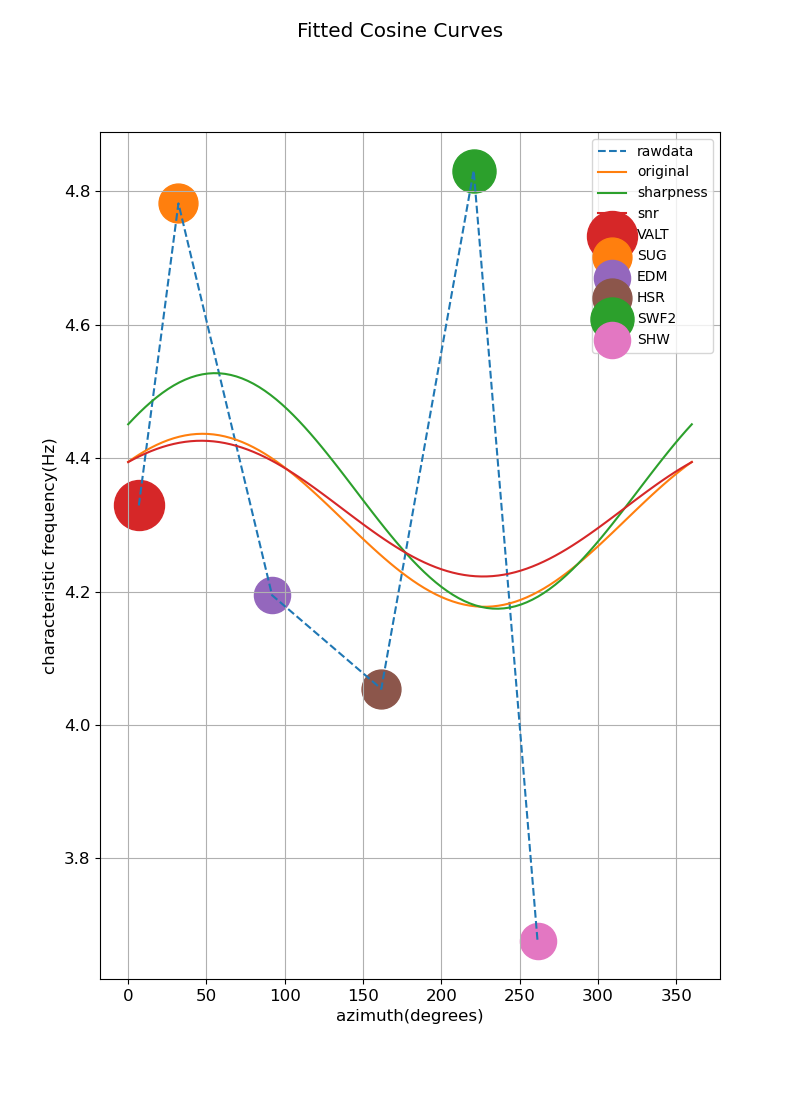 Fitted Cosine Curves
rawdata
original
sharpness
snr
VALT
SUG
EDM
HSR
SWF2
SHW
characteristic frequency(Hz)
4.8
4.6
4.4
4.2
4.0
3.8
0 50 100 150 200 250 300 350
azimuth(degrees)